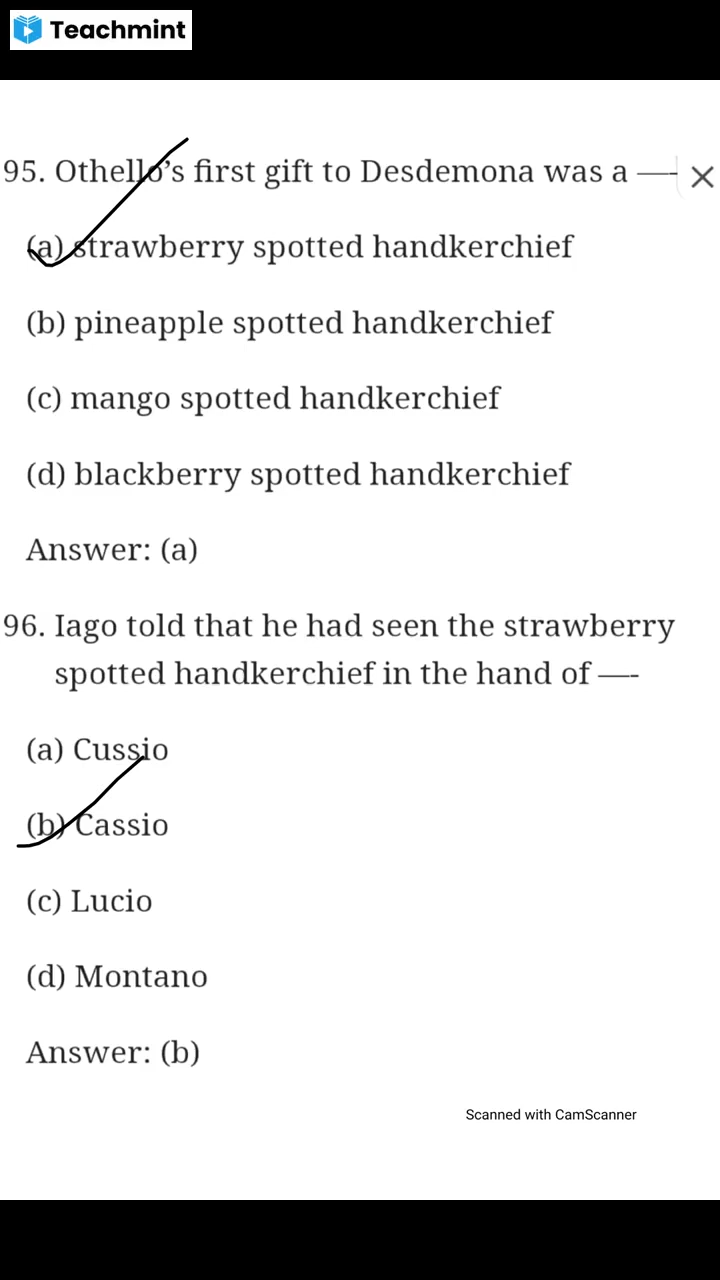 Teachmint
95. Othello's first gift to Desdemona was a —-
(a) strawberry spotted handkerchief
(b) pineapple spotted handkerchief
(c) mango spotted handkerchief
(d) blackberry spotted handkerchief
Answer: (a)
96. Iago told that he had seen the strawberry
spotted handkerchief in the hand of —-
(a) Cussio
(b) Cassio
(c) Lucio
(d) Montano
Answer: (b)
Scanned with CamScanner